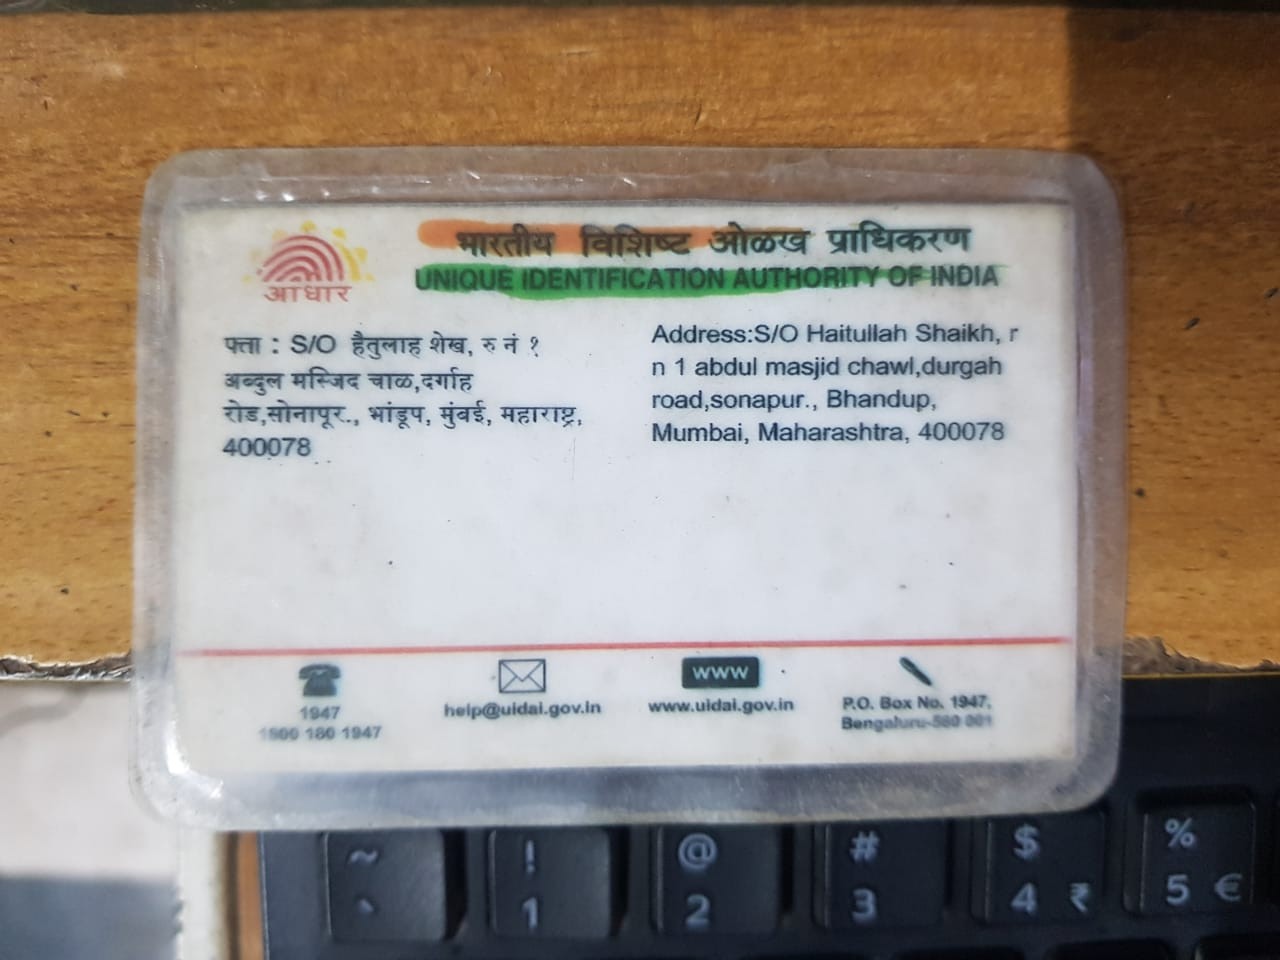 आधार
भारतीय विशिष्ट ओळख प्राधिकरण
UNIQUE IDENTIFICATION AUTHORITY OF INDIA
पत्ता : S/O हैतुलाह शेख, रु नं १
अब्दुल मस्जिद चाळ,दर्गाह
रोड,सोनापूर., भांडूप, मुंबई, महाराष्ट्र,
400078
Address:S/O Haitullah Shaikh, r
n 1 abdul masjid chawl,durgah
road,sonapur., Bhandup,
Mumbai, Maharashtra, 400078
1947
1800 180 1947
help@uidai.gov.in
www
www.uidai.gov.in
P.O. Box No. 1947,
Bengaluru-560 001
~ ! @ # $ %
` 1 2 3 4 ₹ 5 €